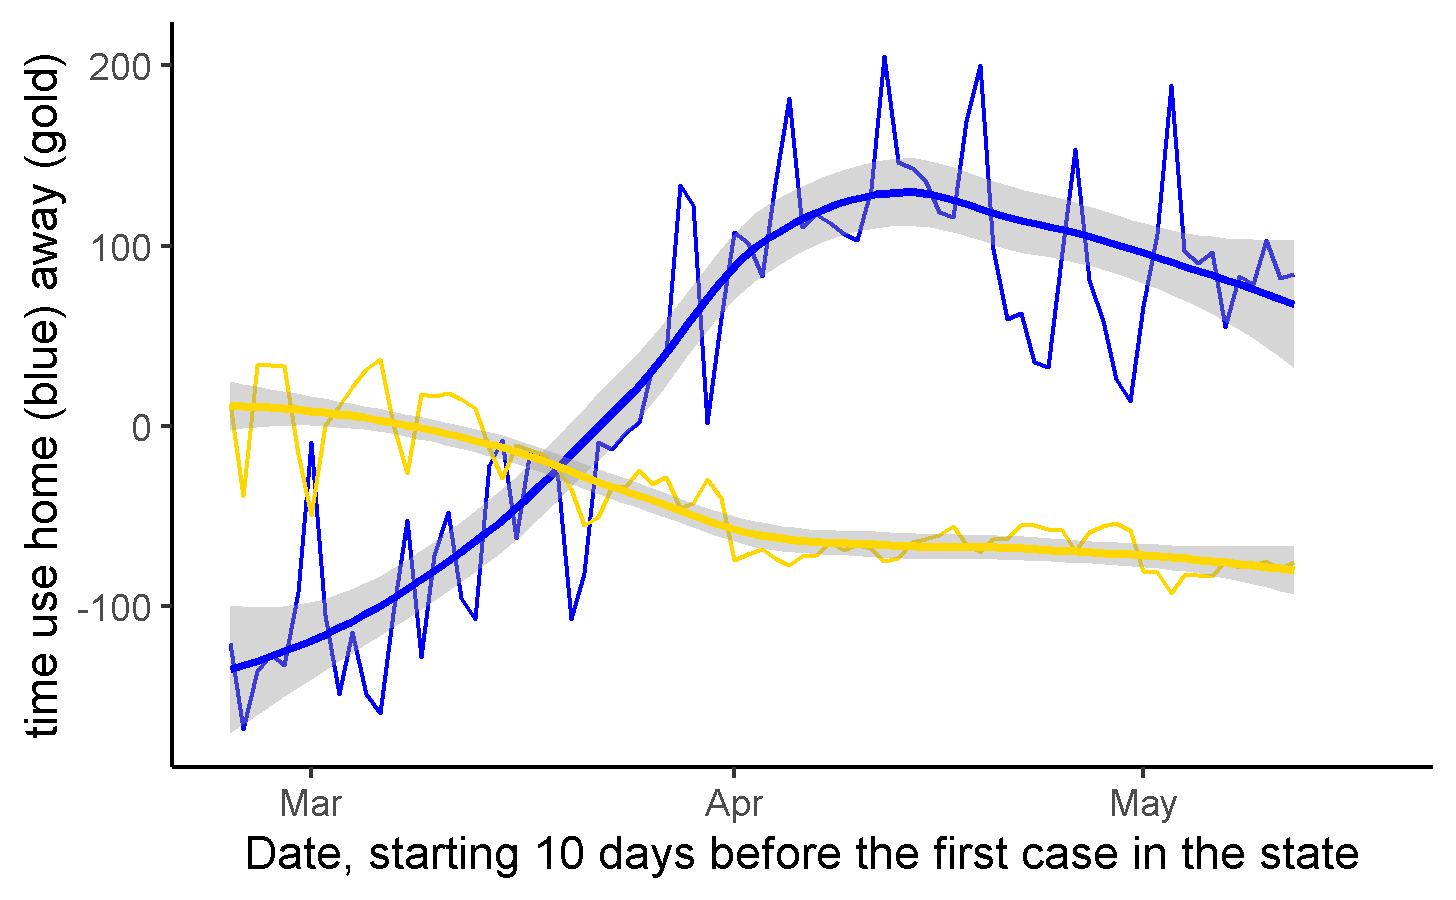 time use home (blue) away (gold)
200
100
0
-100
Mar
Apr
May
Date, starting 10 days before the first case in the state